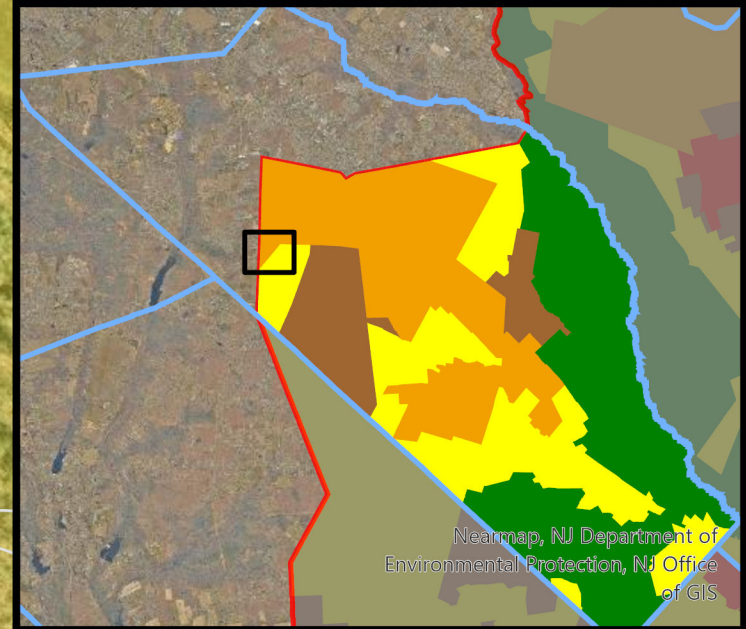 Nearmap, NJ Department of
Environmental Protection, NJ Office
of GIS